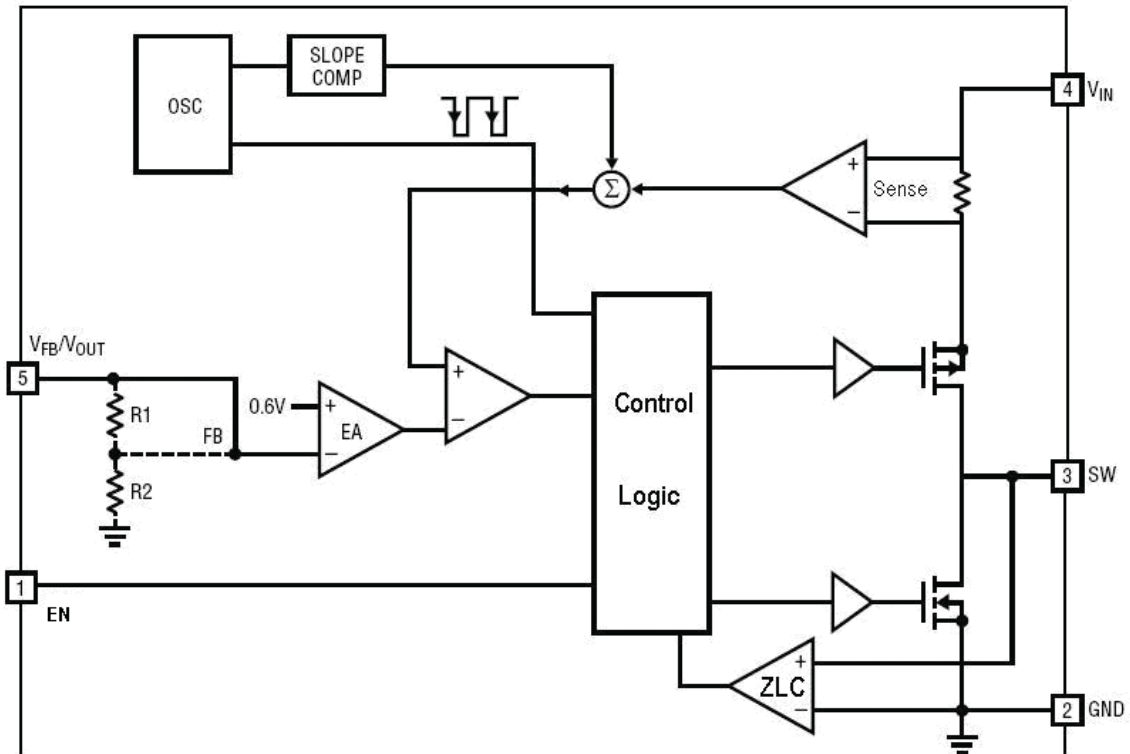 SLOPE
COMP
OSC
4
VIN
+
Sense
−
Σ
VFB/VOUT
5
R1
0.6V
+
EA
−
FB
R2
+
−
Control
Logic
3
SW
1
EN
+
ZLC
−
2
GND